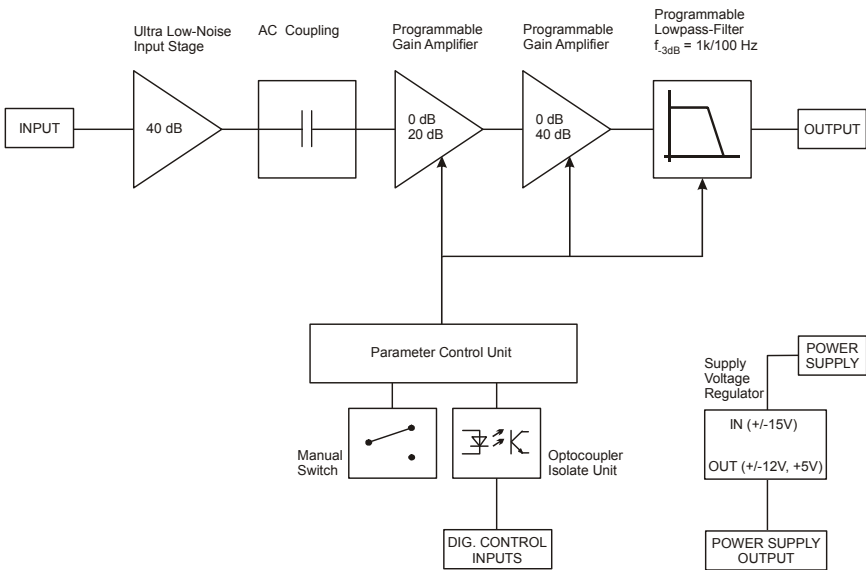 Ultra Low-Noise
Input Stage
AC Coupling
Programmable
Gain Amplifier
Programmable
Gain Amplifier
Programmable
Lowpass-Filter
f-3dB = 1k/100 Hz
INPUT
40 dB
0 dB
20 dB
0 dB
40 dB
OUTPUT
Parameter Control Unit
Manual
Switch
Optocoupler
Isolate Unit
DIG. CONTROL
INPUTS
Supply
Voltage
Regulator
POWER
SUPPLY
IN (+/-15V)
OUT (+/-12V, +5V)
POWER SUPPLY
OUTPUT